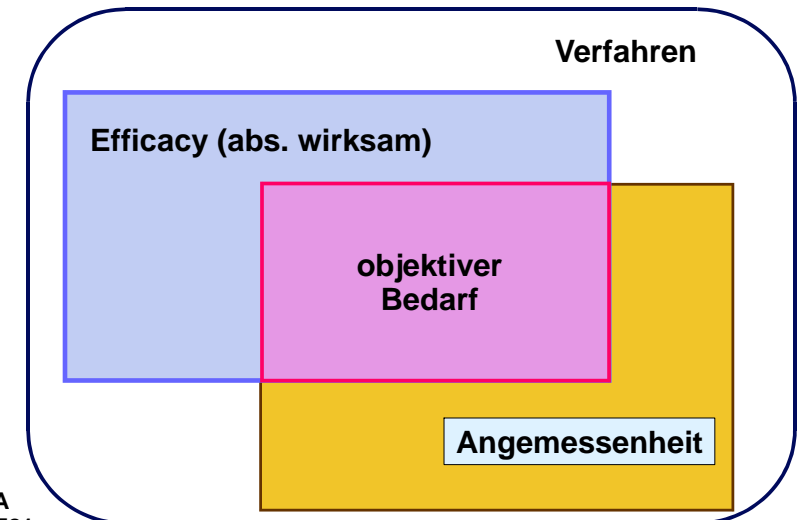 Verfahren
Efficacy (abs. wirksam)
objektiver
Bedarf
Angemessenheit
A